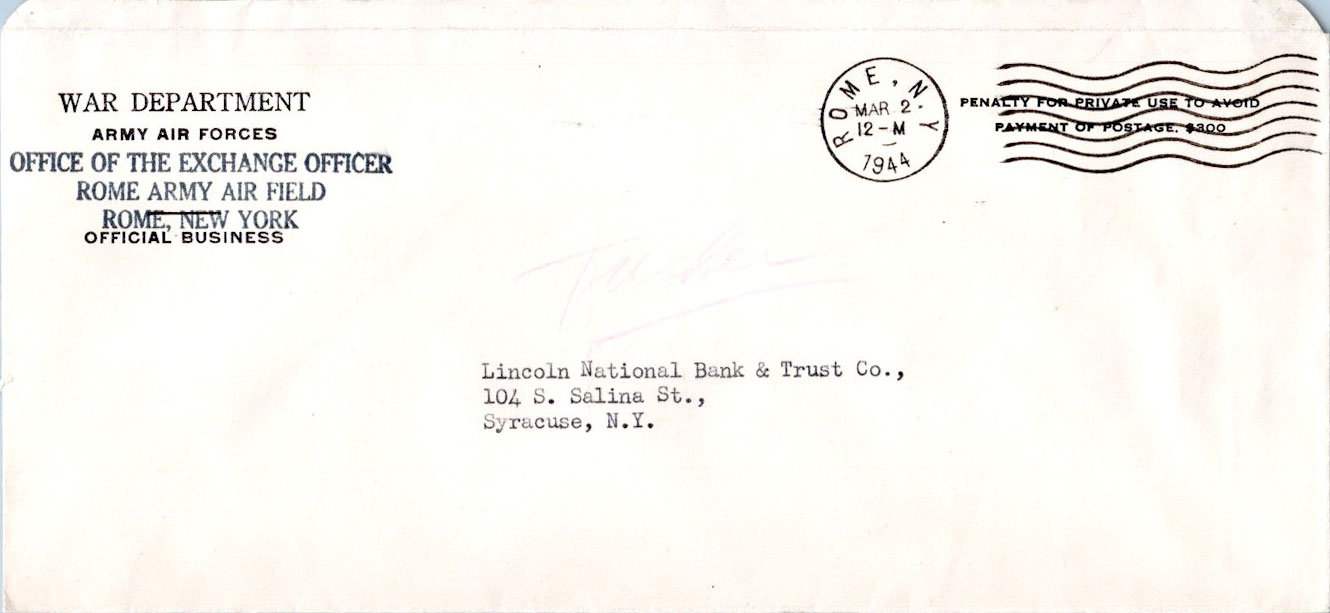 WAR DEPARTMENT
ARMY AIR FORCES
OFFICE OF THE EXCHANGE OFFICER
ROME ARMY AIR FIELD
ROME, NEW YORK
OFFICIAL BUSINESS
ROME, N.Y.
MAR 2
12-M
1944
PENALTY FOR PRIVATE USE TO AVOID
PAYMENT OF POSTAGE, $300
Tucker
Lincoln National Bank & Trust Co.,
104 S. Salina St.,
Syracuse, N.Y.